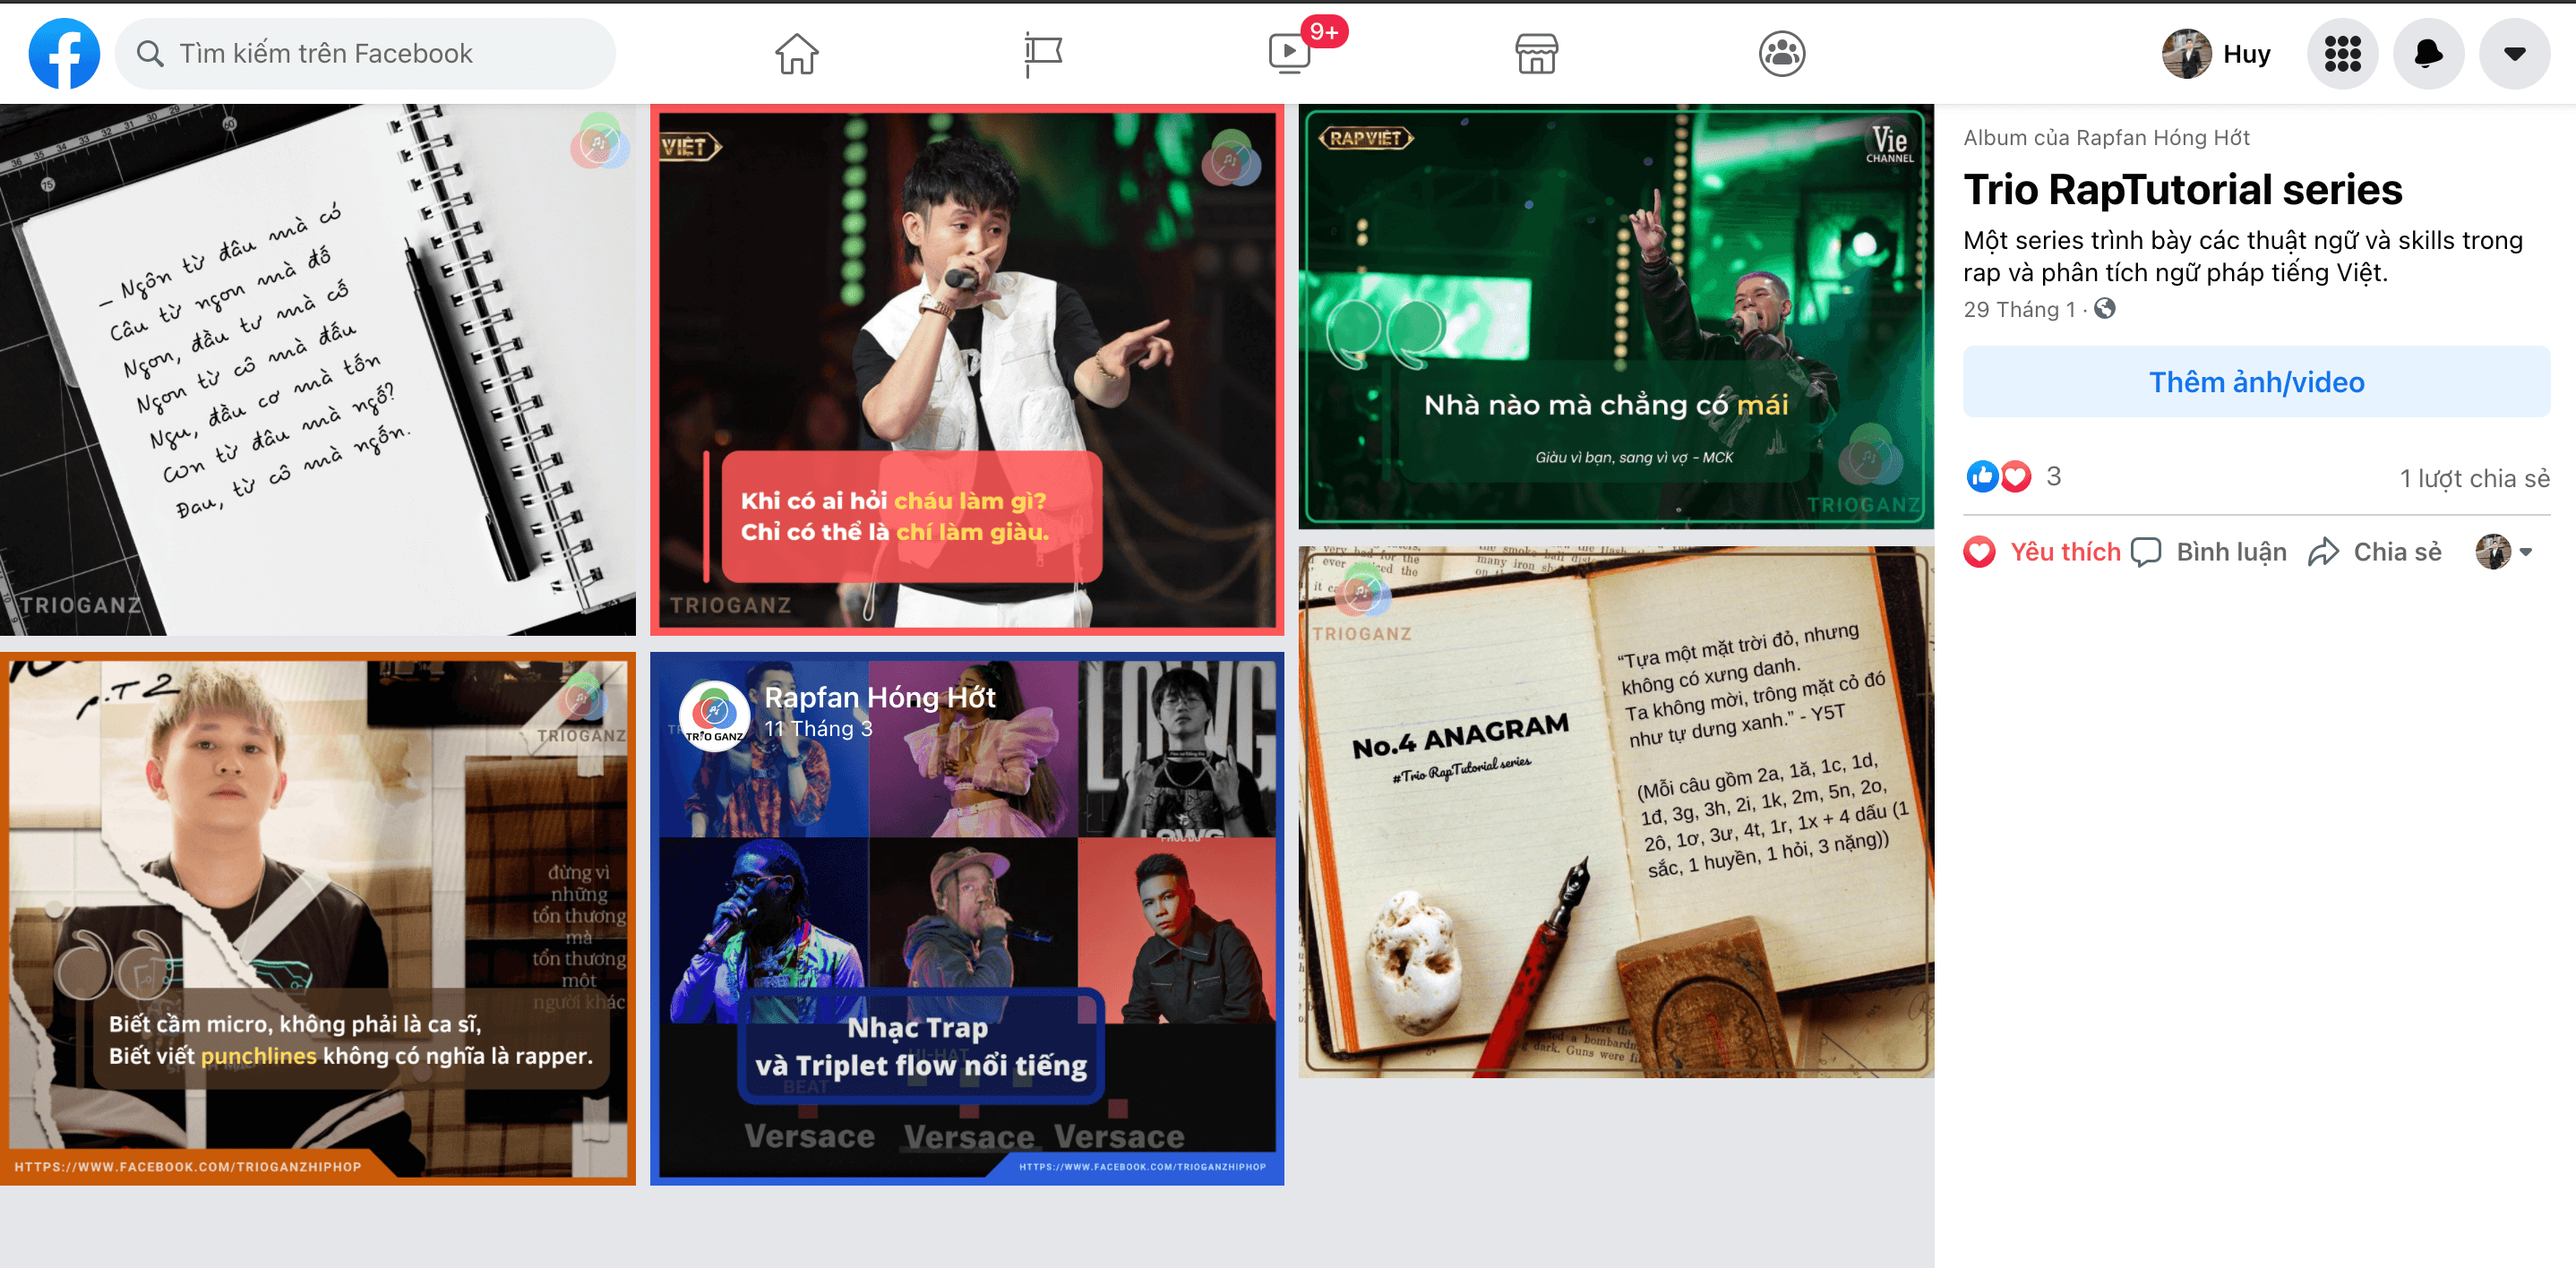 Tìm kiếm trên Facebook
9+
Huy
– Ngôn từ đâu mà có
Câu từ ngon mà đố
Ngon, đầu tư mà cố
Ngon từ cô mà đấu
Ngu, đầu cơ mà tốn
Con từ đâu mà ngố?
Đau, từ cô mà ngốn.
TRIOGANZ
VIỆT
Khi có ai hỏi cháu làm gì?
Chỉ có thể là chí làm giàu.
TRIOGANZ
RAP VIỆT
Vie
CHANNEL
Nhà nào mà chẳng có mái
Giàu vì bạn, sang vì vợ - MCK
TRIOGANZ
TRIOGANZ
đừng vì
những
tổn thương
mà
tổn thương
một
người khác
Biết cầm micro, không phải là ca sĩ,
Biết viết punchlines không có nghĩa là rapper.
HTTPS://WWW.FACEBOOK.COM/TRIOGANZHIPHOP
TRIO GANZ
Rapfan Hóng Hớt
11 Tháng 3
LOWG
Nhạc Trap
HI-HAT
và Triplet flow nổi tiếng
BEAT
Versace Versace Versace
HTTPS://WWW.FACEBOOK.COM/TRIOGANZHIPHOP
TRIOGANZ
No.4 ANAGRAM
#Trio RapTutorial series
“Tựa một mặt trời đỏ, nhưng
không có xưng danh.
Ta không mời, trông mặt cỏ đó
như tự dưng xanh.” - Y5T
(Mỗi câu gồm 2a, 1ă, 1c, 1d,
1đ, 3g, 3h, 2i, 1k, 2m, 5n, 2o,
2ô, 1ơ, 3ư, 4t, 1r, 1x + 4 dấu (1
sắc, 1 huyền, 1 hỏi, 3 nặng))
Album của Rapfan Hóng Hớt
Trio RapTutorial series
Một series trình bày các thuật ngữ và skills trong
rap và phân tích ngữ pháp tiếng Việt.
29 Tháng 1 ·
Thêm ảnh/video
3
1 lượt chia sẻ
Yêu thích
Bình luận
Chia sẻ